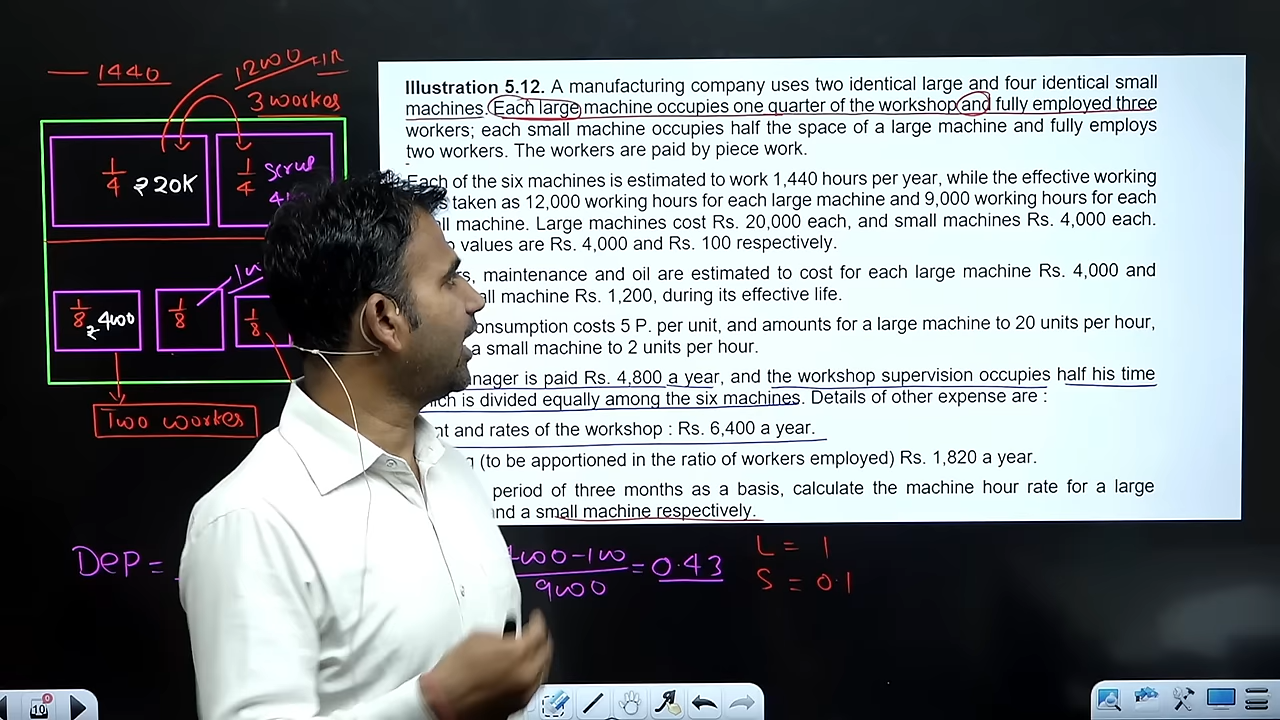 1440
12000 HR
3 worker
1/4 ₹20K
1/4 scrup
1/8 ₹4000
1/8
1/8
Two worker
Illustration 5.12. A manufacturing company uses two identical large and four identical small
machines. Each large machine occupies one quarter of the workshop and fully employed three
workers; each small machine occupies half the space of a large machine and fully employs
two workers. The workers are paid by piece work.
Each of the six machines is estimated to work 1,440 hours per year, while the effective working
taken as 12,000 working hours for each large machine and 9,000 working hours for each
machine. Large machines cost Rs. 20,000 each, and small machines Rs. 4,000 each.
values are Rs. 4,000 and Rs. 100 respectively.
maintenance and oil are estimated to cost for each large machine Rs. 4,000 and
machine Rs. 1,200, during its effective life.
costs 5 P. per unit, and amounts for a large machine to 20 units per hour,
a small machine to 2 units per hour.
is paid Rs. 4,800 a year, and the workshop supervision occupies half his time
is divided equally among the six machines. Details of other expense are :
and rates of the workshop : Rs. 6,400 a year.
(to be apportioned in the ratio of workers employed) Rs. 1,820 a year.
period of three months as a basis, calculate the machine hour rate for a large
a small machine respectively.
Dep =
4000-100/9000 = 0.43
L = 1
S = 0.1
10